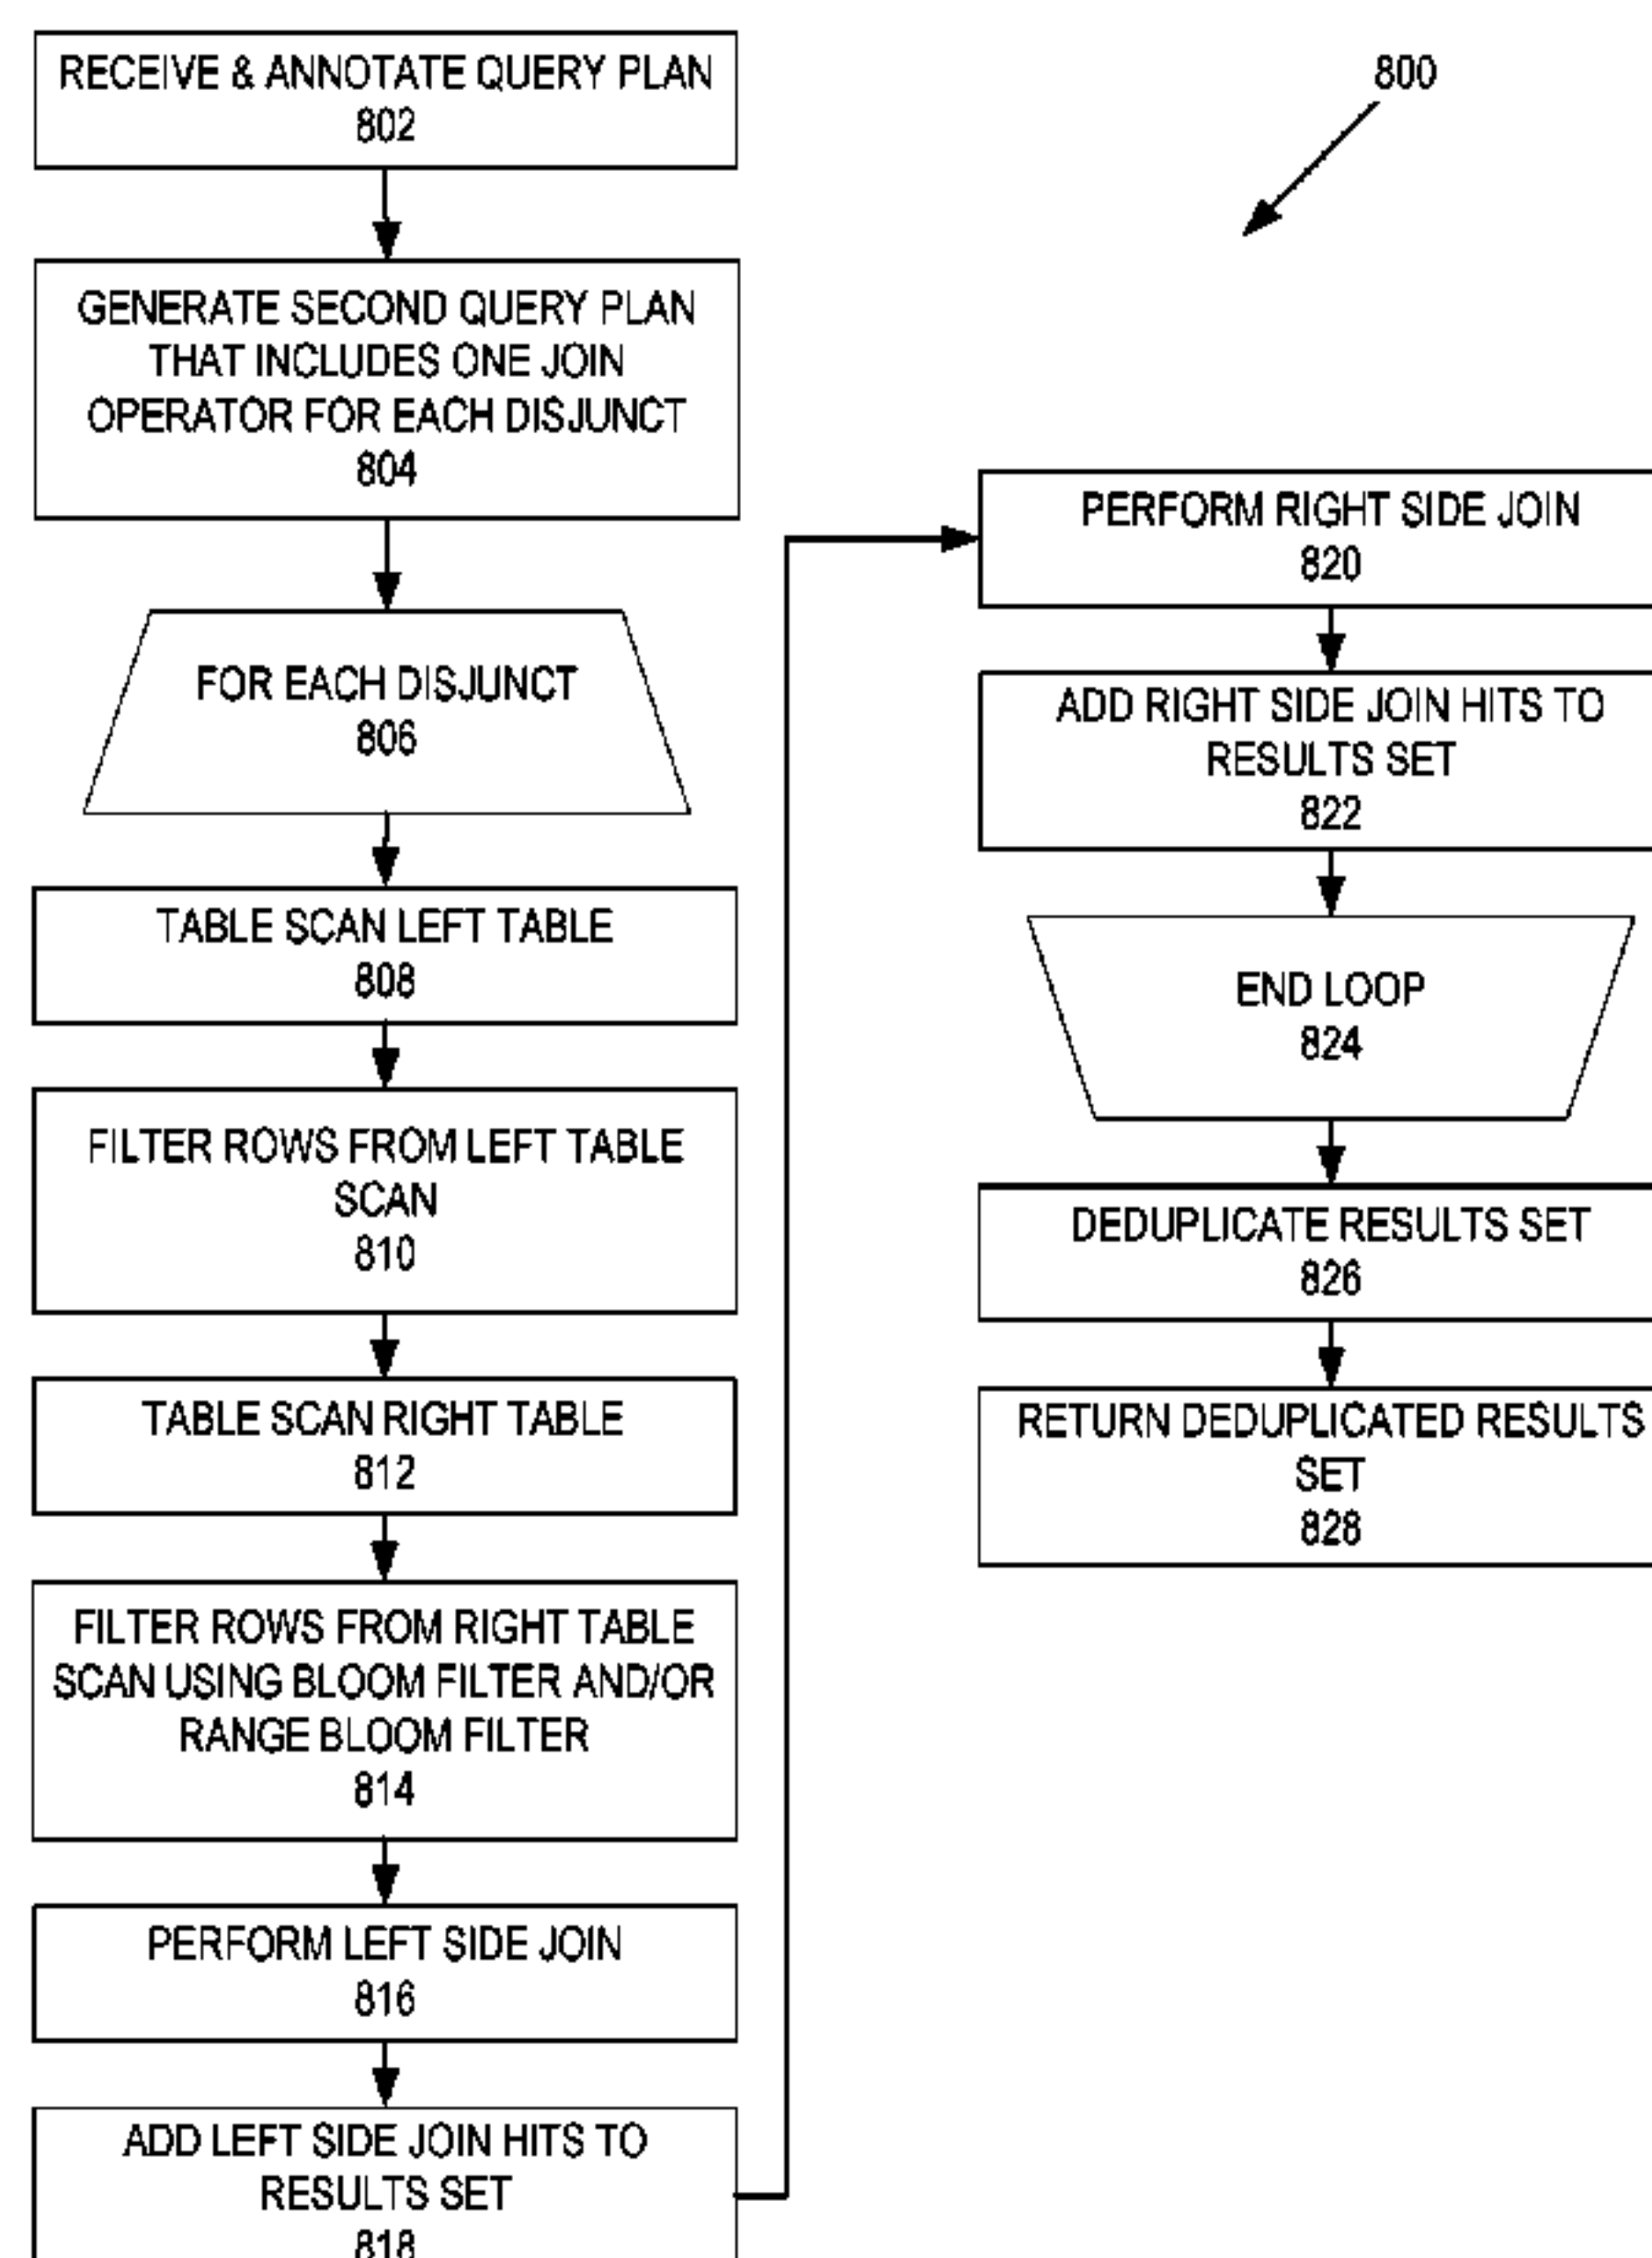 RECEIVE & ANNOTATE QUERY PLAN
802
GENERATE SECOND QUERY PLAN
THAT INCLUDES ONE JOIN
OPERATOR FOR EACH DISJUNCT
804
FOR EACH DISJUNCT
806
TABLE SCAN LEFT TABLE
808
FILTER ROWS FROM LEFT TABLE
SCAN
810
TABLE SCAN RIGHT TABLE
812
FILTER ROWS FROM RIGHT TABLE
SCAN USING BLOOM FILTER AND/OR
RANGE BLOOM FILTER
814
PERFORM LEFT SIDE JOIN
816
ADD LEFT SIDE JOIN HITS TO
RESULTS SET
818
800
PERFORM RIGHT SIDE JOIN
820
ADD RIGHT SIDE JOIN HITS TO
RESULTS SET
822
END LOOP
824
DEDUPLICATE RESULTS SET
826
RETURN DEDUPLICATED RESULTS
SET
828